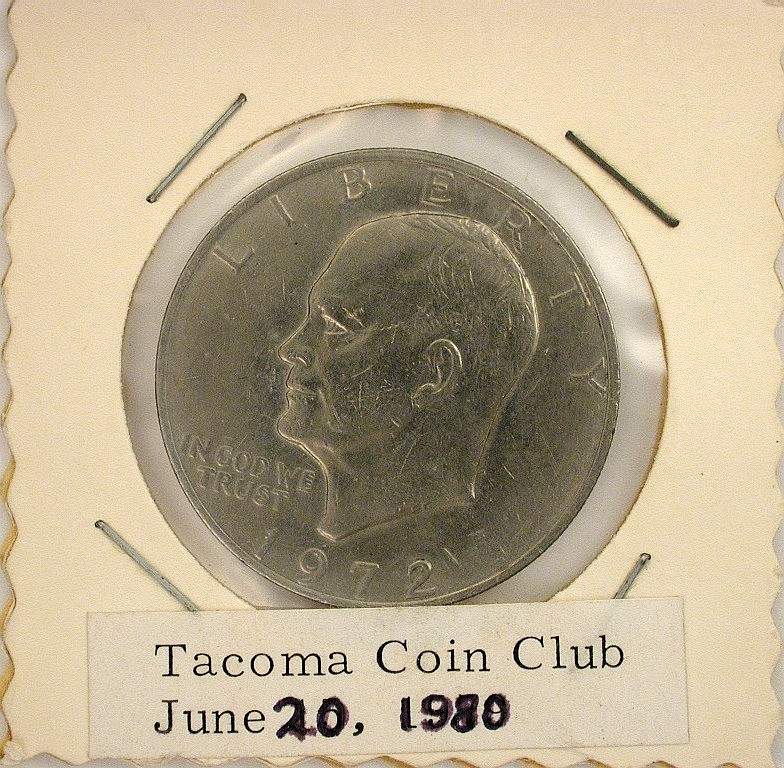 LIBERTY
IN GOD WE
TRUST
1972
Tacoma Coin Club
June 20, 1980